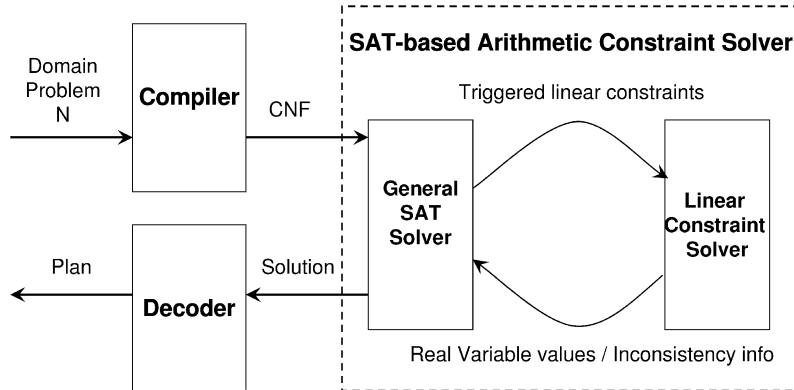 SAT-based Arithmetic Constraint Solver
Domain
Problem
N
Compiler
CNF
Triggered linear constraints
General
SAT
Solver
Linear
Constraint
Solver
Plan
Decoder
Solution
Real Variable values / Inconsistency info